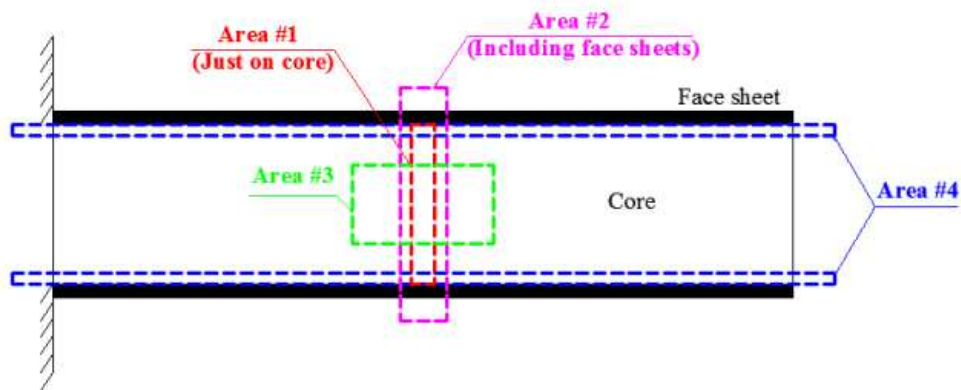 Area #1
(Just on core)
Area #2
(Including face sheets)
Face sheet
Area #3
Core
Area #4